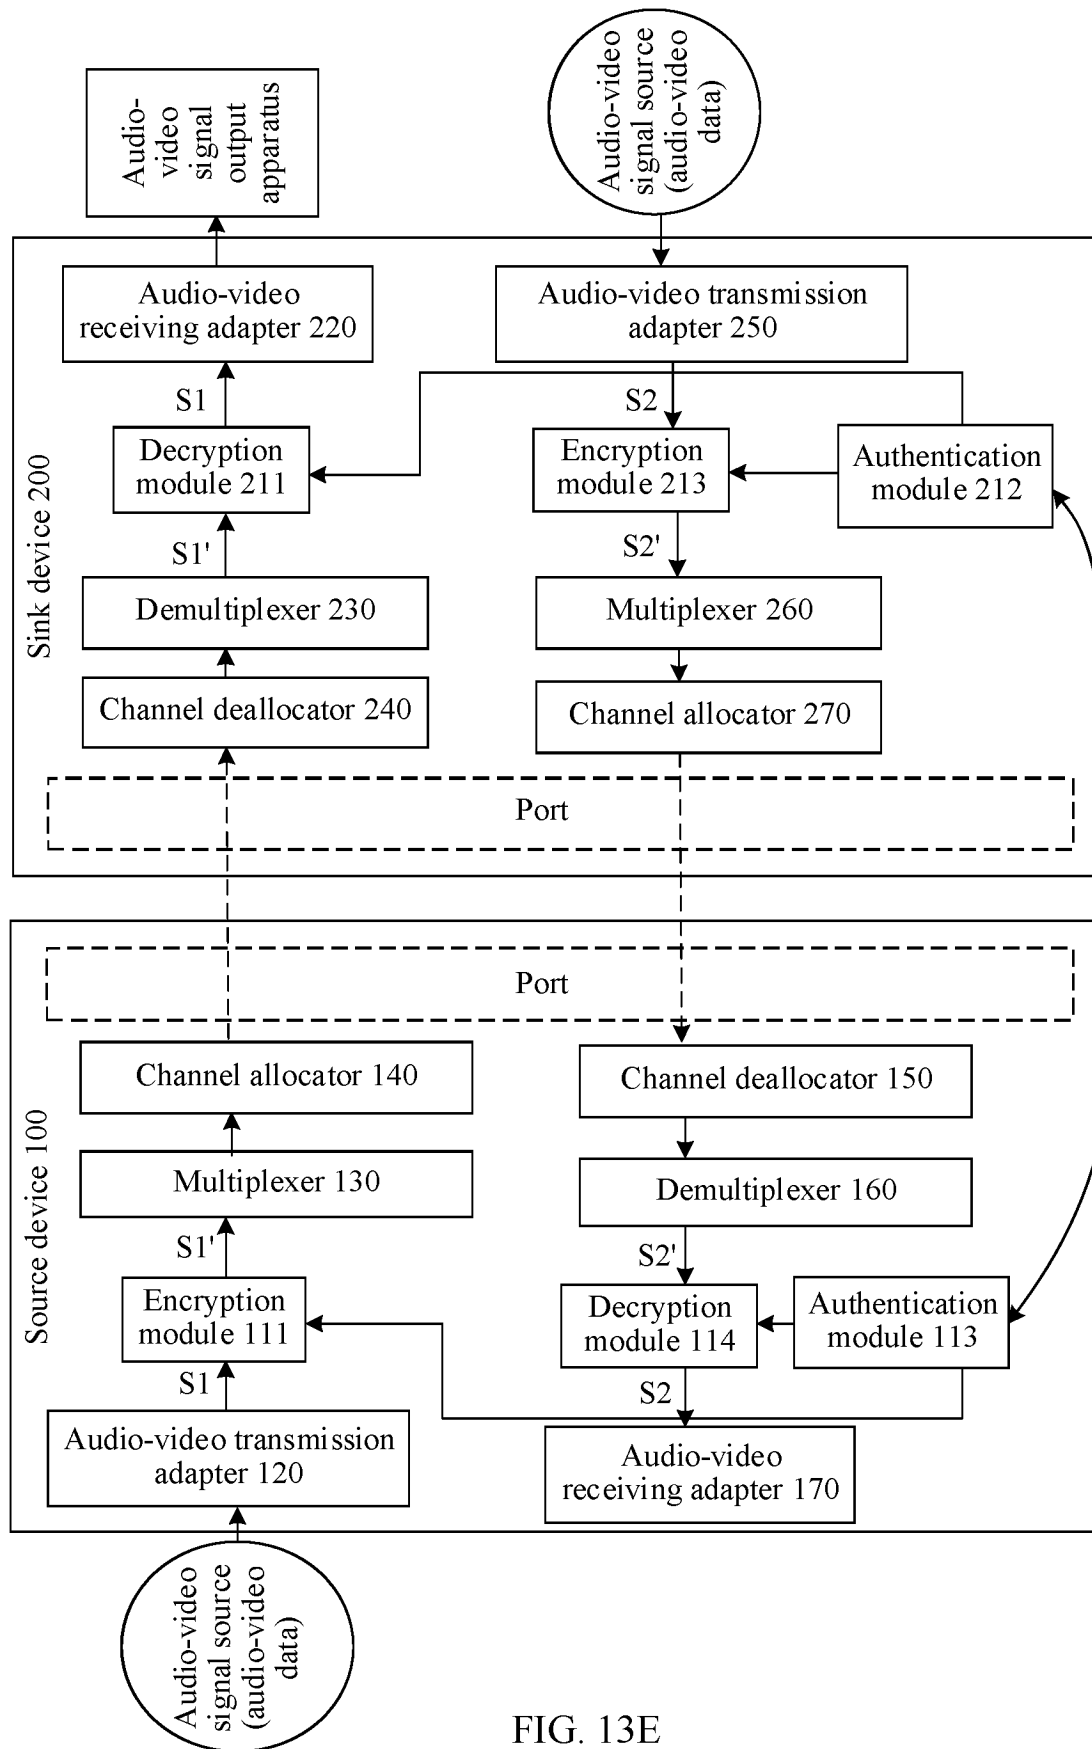 Audio-
video
signal
output
apparatus
Audio-video
signal source
(audio-video
data)
Sink device 200
Audio-video
receiving adapter 220
Audio-video transmission
adapter 250
S1
S2
Decryption
module 211
Encryption
module 213
Authentication
module 212
S1'
S2'
Demultiplexer 230
Multiplexer 260
Channel deallocator 240
Channel allocator 270
Port
Source device 100
Port
Channel allocator 140
Channel deallocator 150
Multiplexer 130
Demultiplexer 160
S1'
S2'
Encryption
module 111
Decryption
module 114
Authentication
module 113
S1
S2
Audio-video transmission
adapter 120
Audio-video
receiving adapter 170
Audio-video
signal source
(audio-video
data)
FIG. 13E